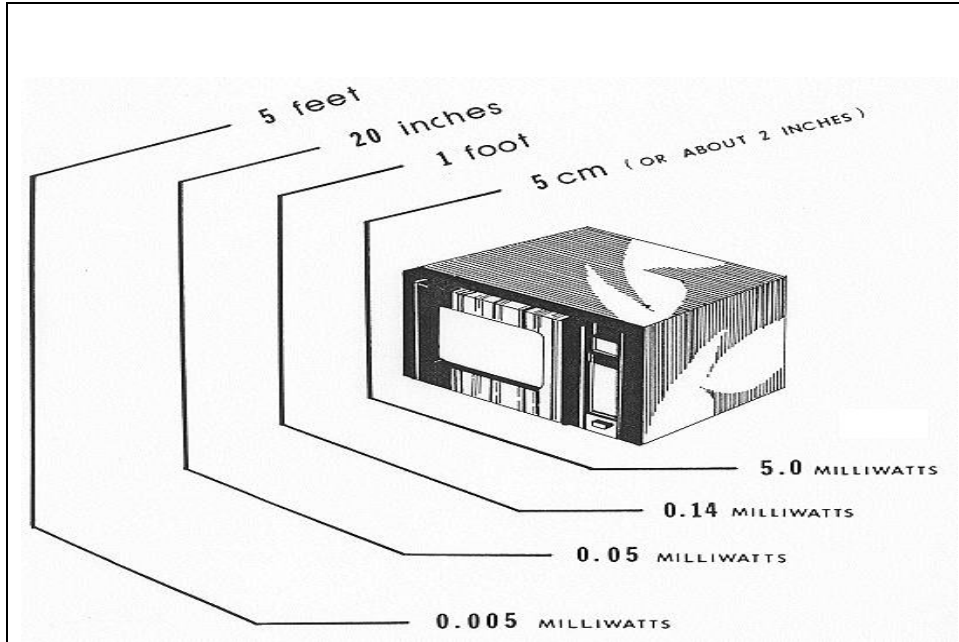 5 feet
20 inches
1 foot
5 cm (OR ABOUT 2 INCHES)
5.0 MILLIWATTS
0.14 MILLIWATTS
0.05 MILLIWATTS
0.005 MILLIWATTS